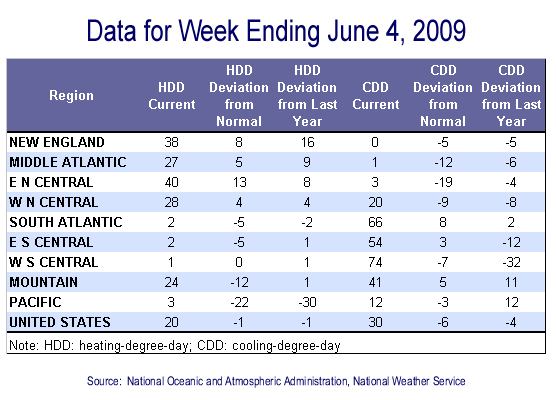 Data for Week Ending June 4, 2009
Region HDD Current HDD Deviation from Normal HDD Deviation from Last Year CDD Current CDD Deviation from Normal CDD Deviation from Last Year
NEW ENGLAND 38 8 16 0 -5 -5
MIDDLE ATLANTIC 27 5 9 1 -12 -6
E N CENTRAL 40 13 8 3 -19 -4
W N CENTRAL 28 4 4 20 -9 -8
SOUTH ATLANTIC 2 -5 -2 66 8 2
E S CENTRAL 2 -5 1 54 3 -12
W S CENTRAL 1 0 1 74 -7 -32
MOUNTAIN 24 -12 1 41 5 11
PACIFIC 3 -22 -30 12 -3 12
UNITED STATES 20 -1 -1 30 -6 -4
Note: HDD: heating-degree-day; CDD: cooling-degree-day
Source: National Oceanic and Atmospheric Administration, National Weather Service